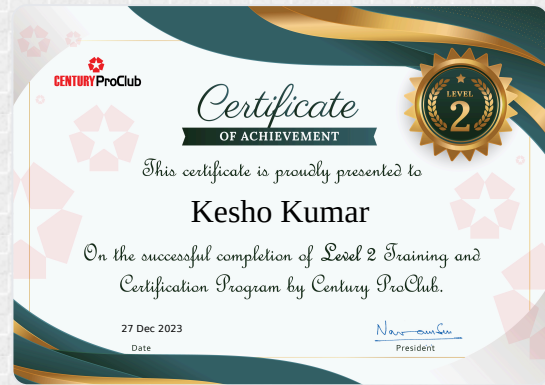 CENTURY ProClub
LEVEL
2
Certificate
OF ACHIEVEMENT
This certificate is proudly presented to
Kesho Kumar
On the successful completion of Level 2 Training and
Certification Program by Century ProClub.
27 Dec 2023
Date
President